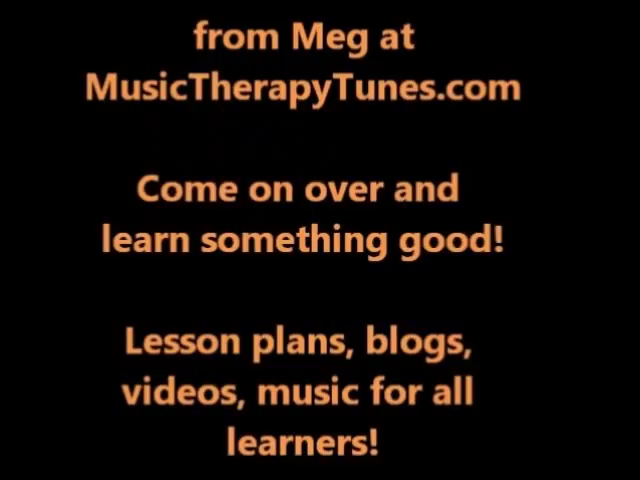 from Meg at
MusicTherapyTunes.com
Come on over and
learn something good!
Lesson plans, blogs,
videos, music for all
learners!